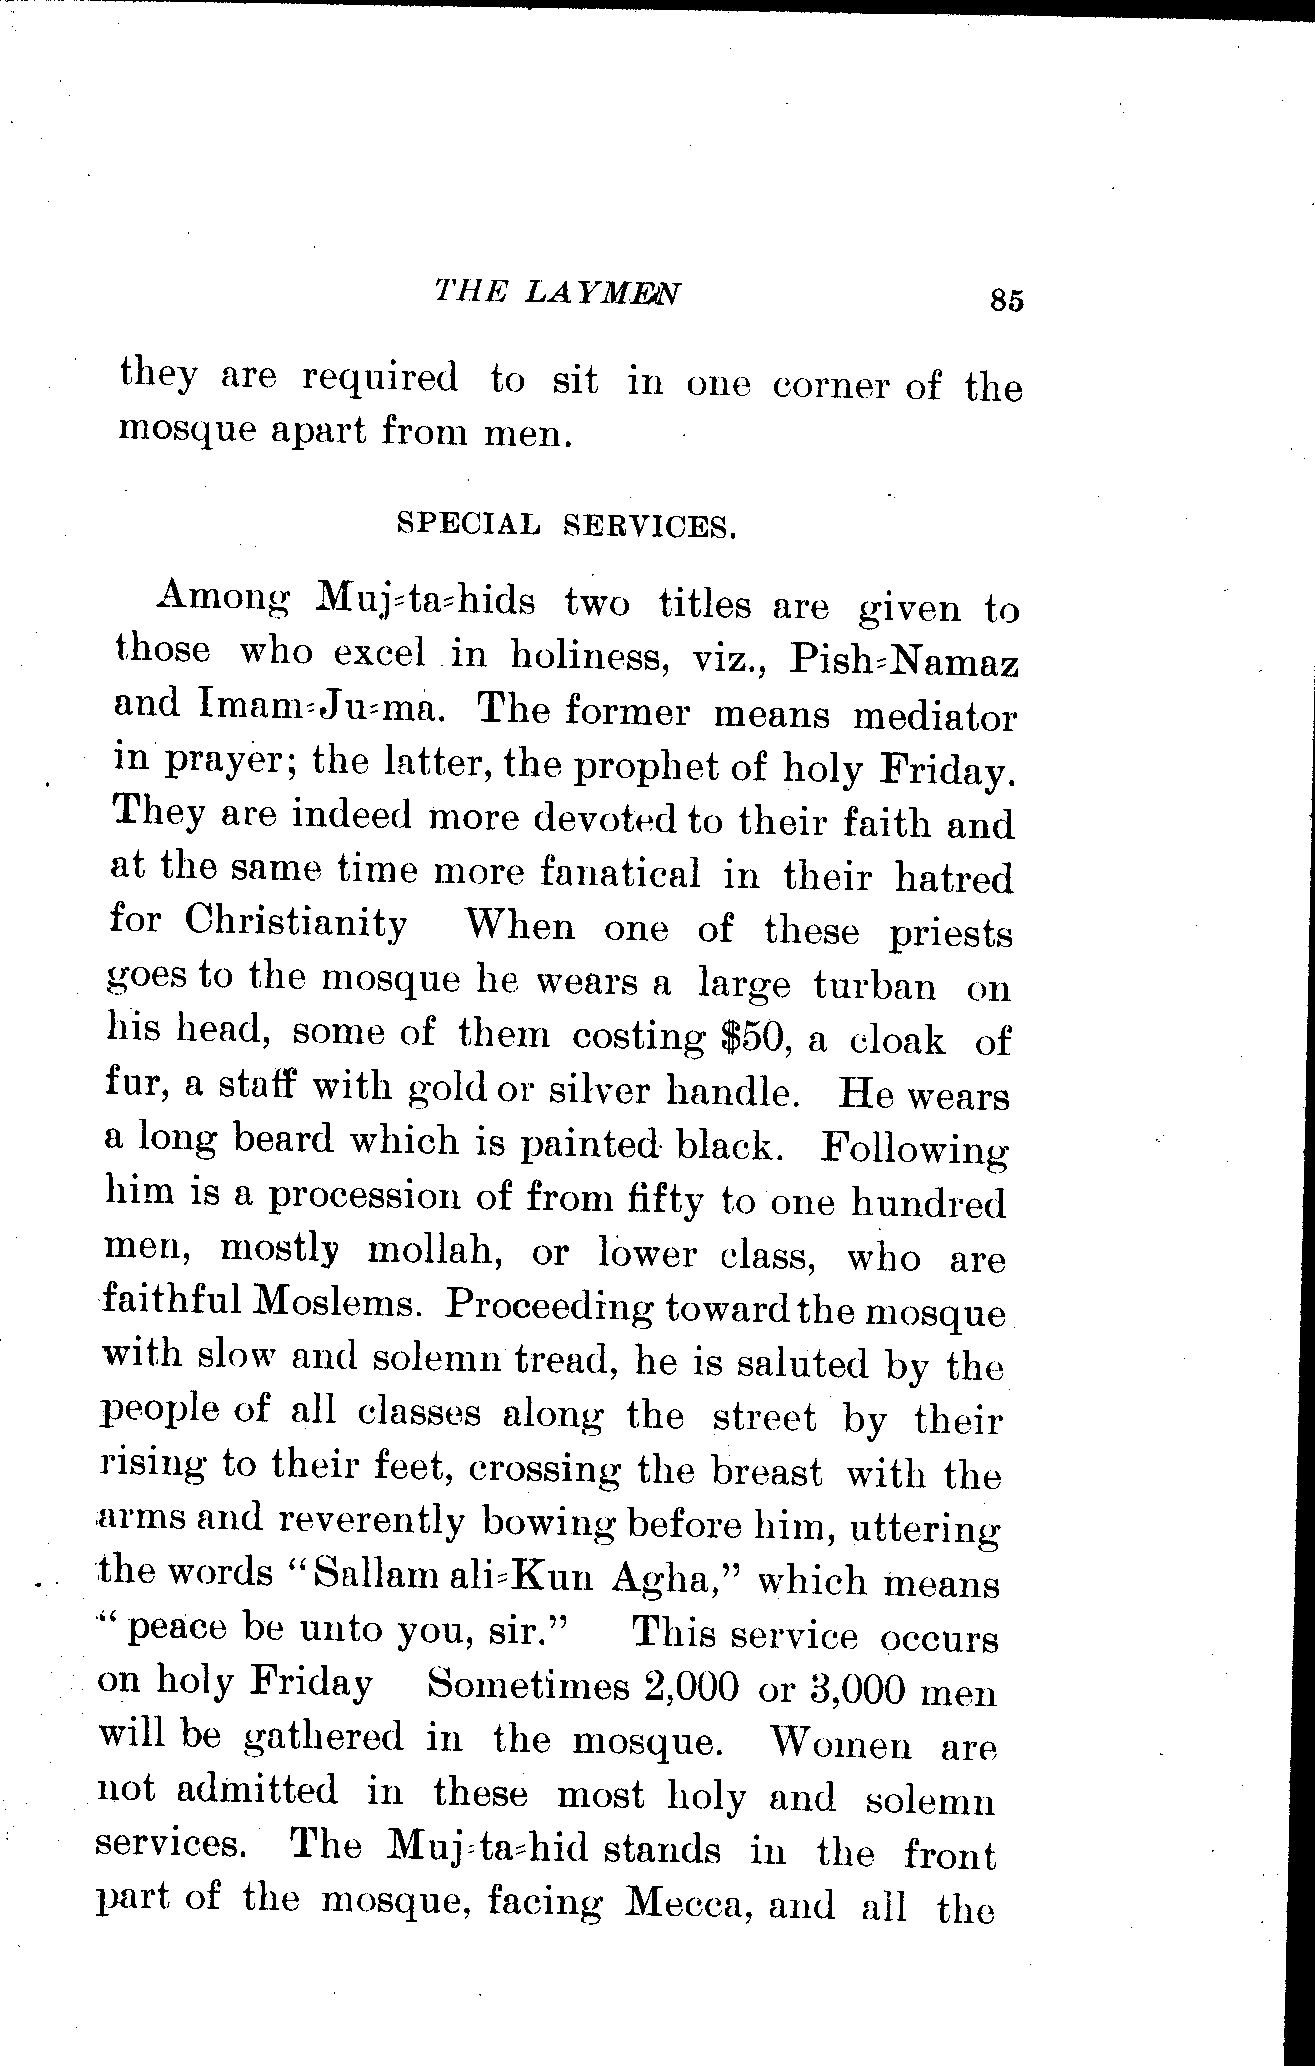 THE LAYMEN 85
they are required to sit in one corner of the
mosque apart from men.
SPECIAL SERVICES.
Among Muj-ta-hids two titles are given to
those who excel in holiness, viz., Pish-Namaz
and Imam-Ju-ma. The former means mediator
in prayer; the latter, the prophet of holy Friday.
They are indeed more devoted to their faith and
at the same time more fanatical in their hatred
for Christianity When one of these priests
goes to the mosque he wears a large turban on
his head, some of them costing $50, a cloak of
fur, a staff with gold or silver handle. He wears
a long beard which is painted black. Following
him is a procession of from fifty to one hundred
men, mostly mollah, or lower class, who are
faithful Moslems. Proceeding toward the mosque
with slow and solemn tread, he is saluted by the
people of all classes along the street by their
rising to their feet, crossing the breast with the
arms and reverently bowing before him, uttering
the words "Sallam ali-Kun Agha," which means
"peace be unto you, sir." This service occurs
on holy Friday Sometimes 2,000 or 3,000 men
will be gathered in the mosque. Women are
not admitted in these most holy and solemn
services. The Muj-ta-hid stands in the front
part of the mosque, facing Mecca, and all the